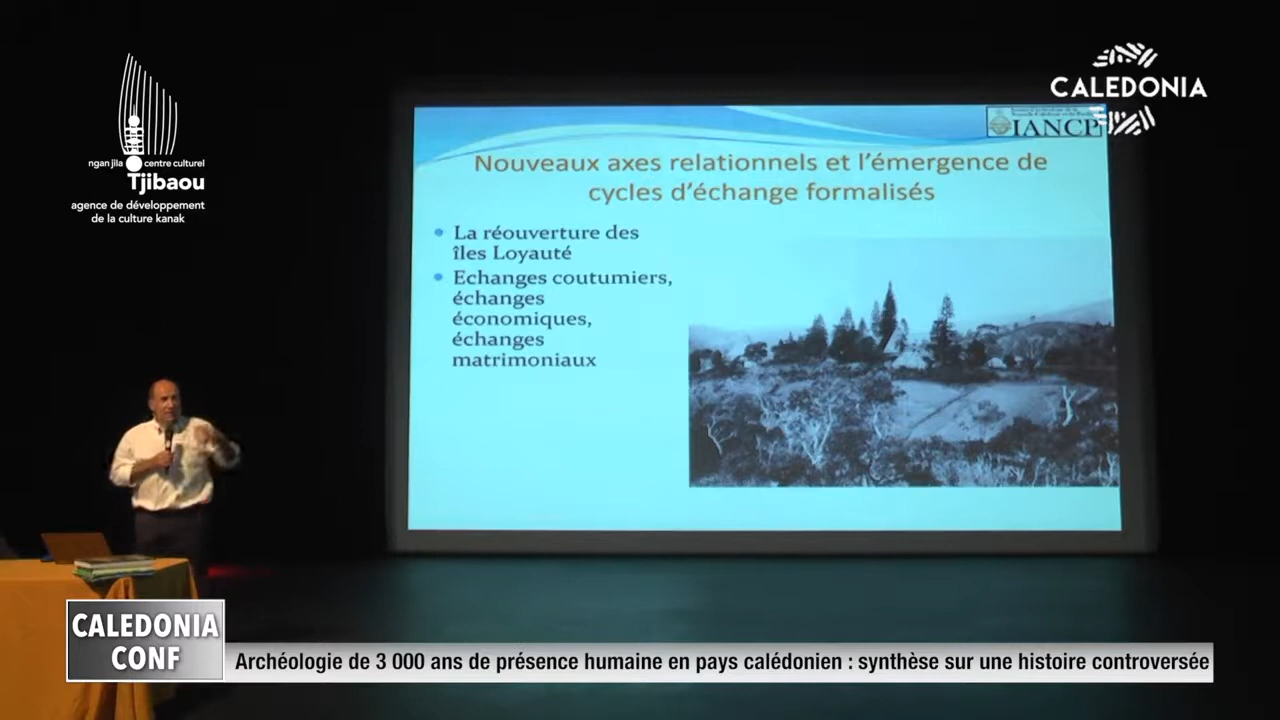 ngan jila centre culturel
Tjibaou
agence de développement
de la culture kanak
CALEDONIA
IANCP
Nouveaux axes relationnels et l'émergence de
cycles d'échange formalisés
La réouverture des
îles Loyauté
Echanges coutumiers,
échanges
économiques,
échanges
matrimoniaux
CALEDONIA
CONF
Archéologie de 3 000 ans de présence humaine en pays calédonien : synthèse sur une histoire controversée